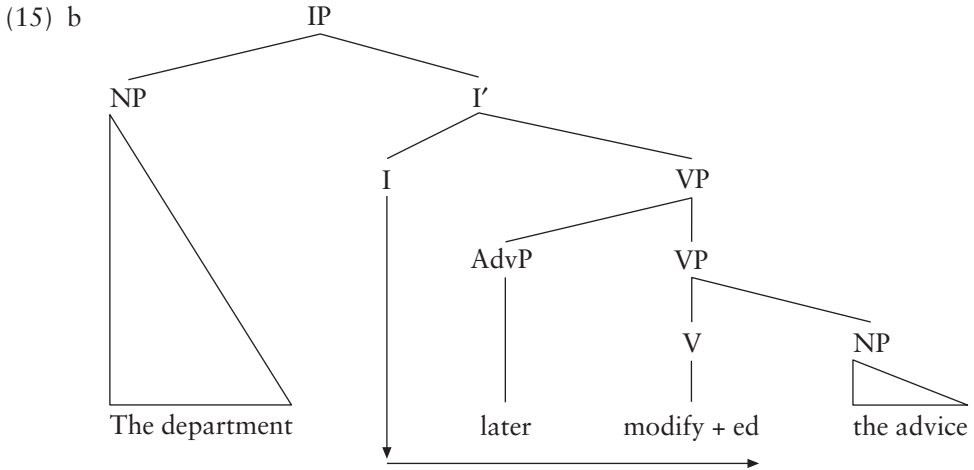 (15) b
IP
NP
I′
I
VP
AdvP
VP
V
NP
The department
later
modify + ed
the advice